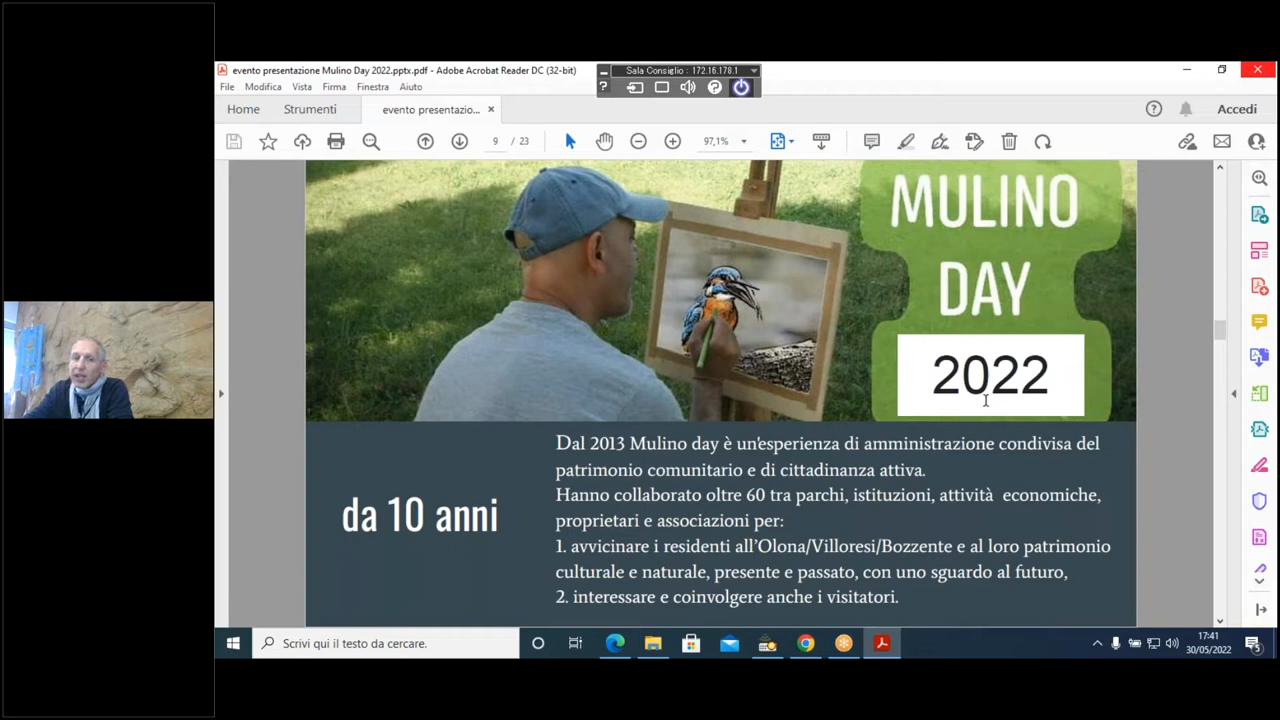 evento presentazione Mulino Day 2022.pptx.pdf - Adobe Acrobat Reader DC (32-bit)
Sala Consiglio : 172.16.178.1
File Modifica Vista Firma Finestra Aiuto
Home Strumenti evento presentazio... Accedi
9 / 23 97,1%
MULINO
DAY
2022
da 10 anni
Dal 2013 Mulino day è un'esperienza di amministrazione condivisa del
patrimonio comunitario e di cittadinanza attiva.
Hanno collaborato oltre 60 tra parchi, istituzioni, attività economiche,
proprietari e associazioni per:
1. avvicinare i residenti all'Olona/Villoresi/Bozzente e al loro patrimonio
culturale e naturale, presente e passato, con uno sguardo al futuro,
2. interessare e coinvolgere anche i visitatori.
Scrivi qui il testo da cercare.
17:41
30/05/2022
5